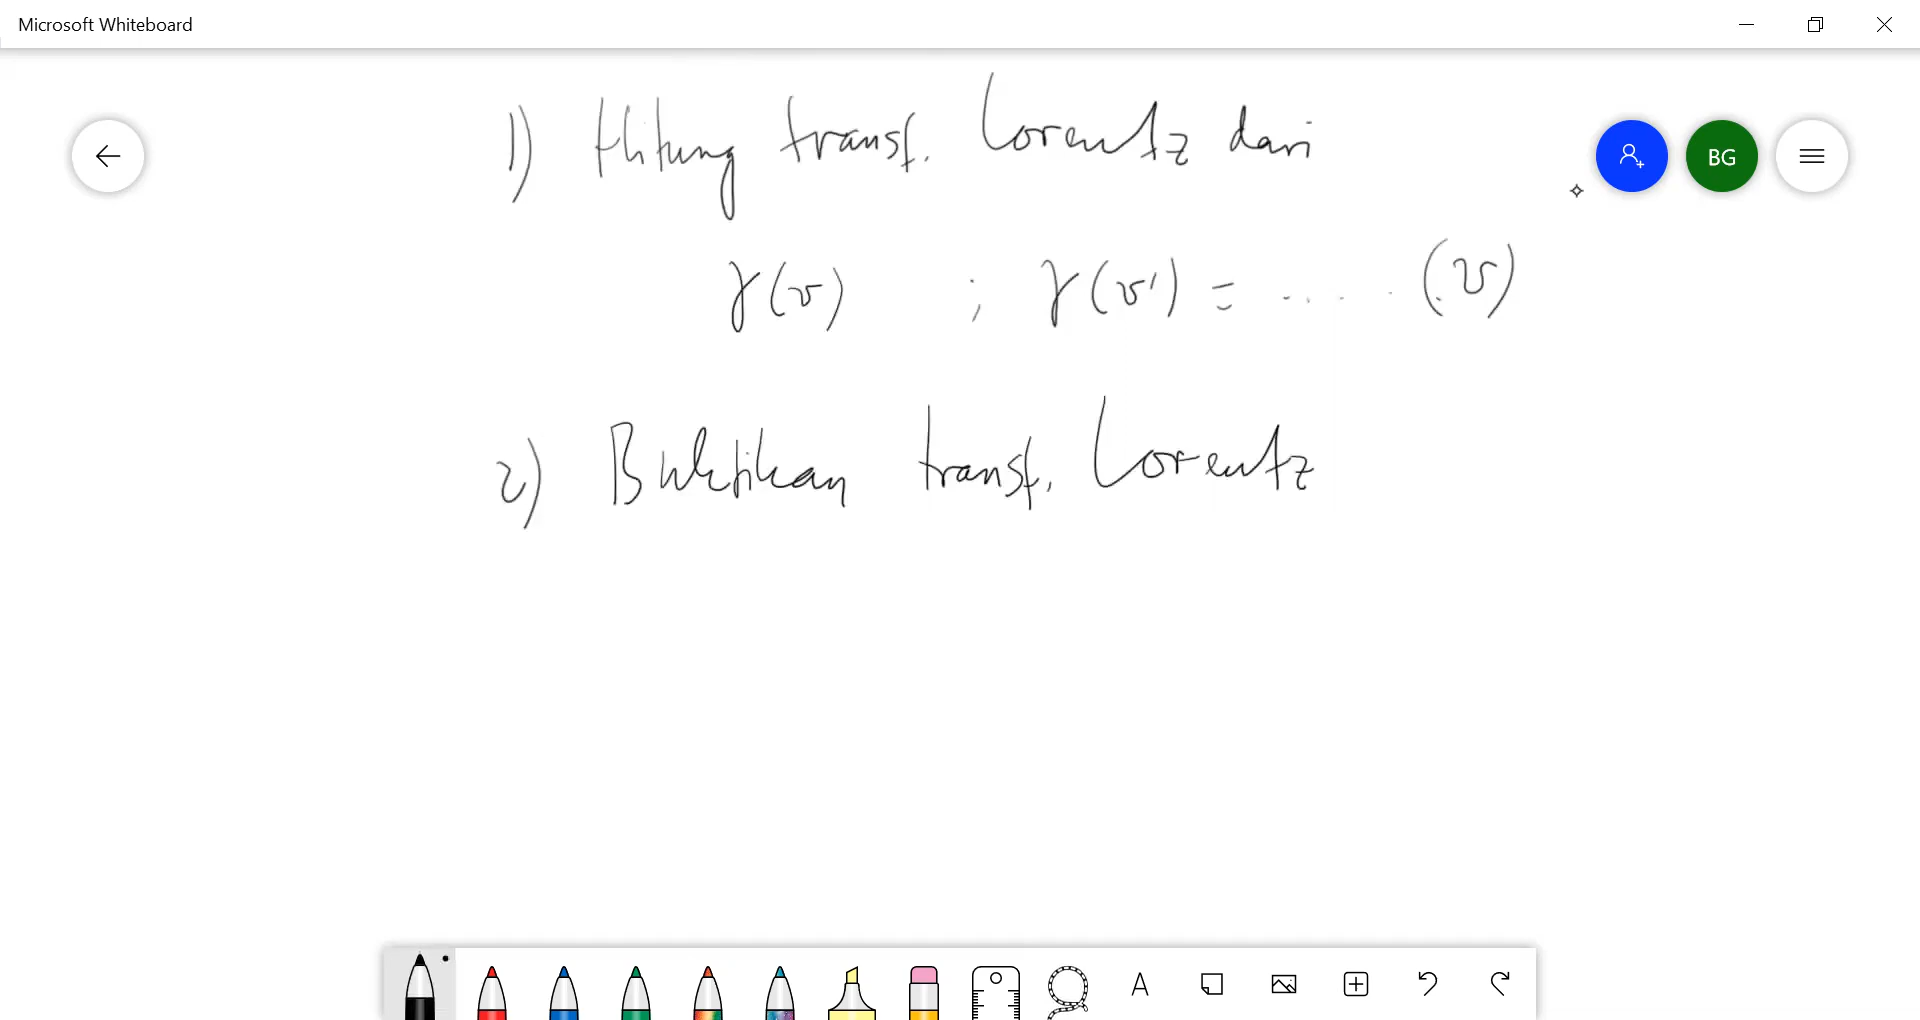 Microsoft Whiteboard
BG
1) Hitung transf. Lorentz dari
γ(v) ; γ(v') = ..... (v)
2) Buktikan transf. Lorentz
A